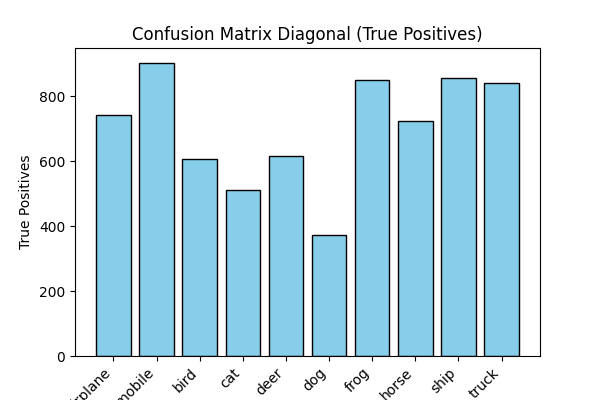 Confusion Matrix Diagonal (True Positives)
True Positives
800
600
400
200
0
rplane
mobile
bird
cat
deer
dog
frog
horse
ship
truck